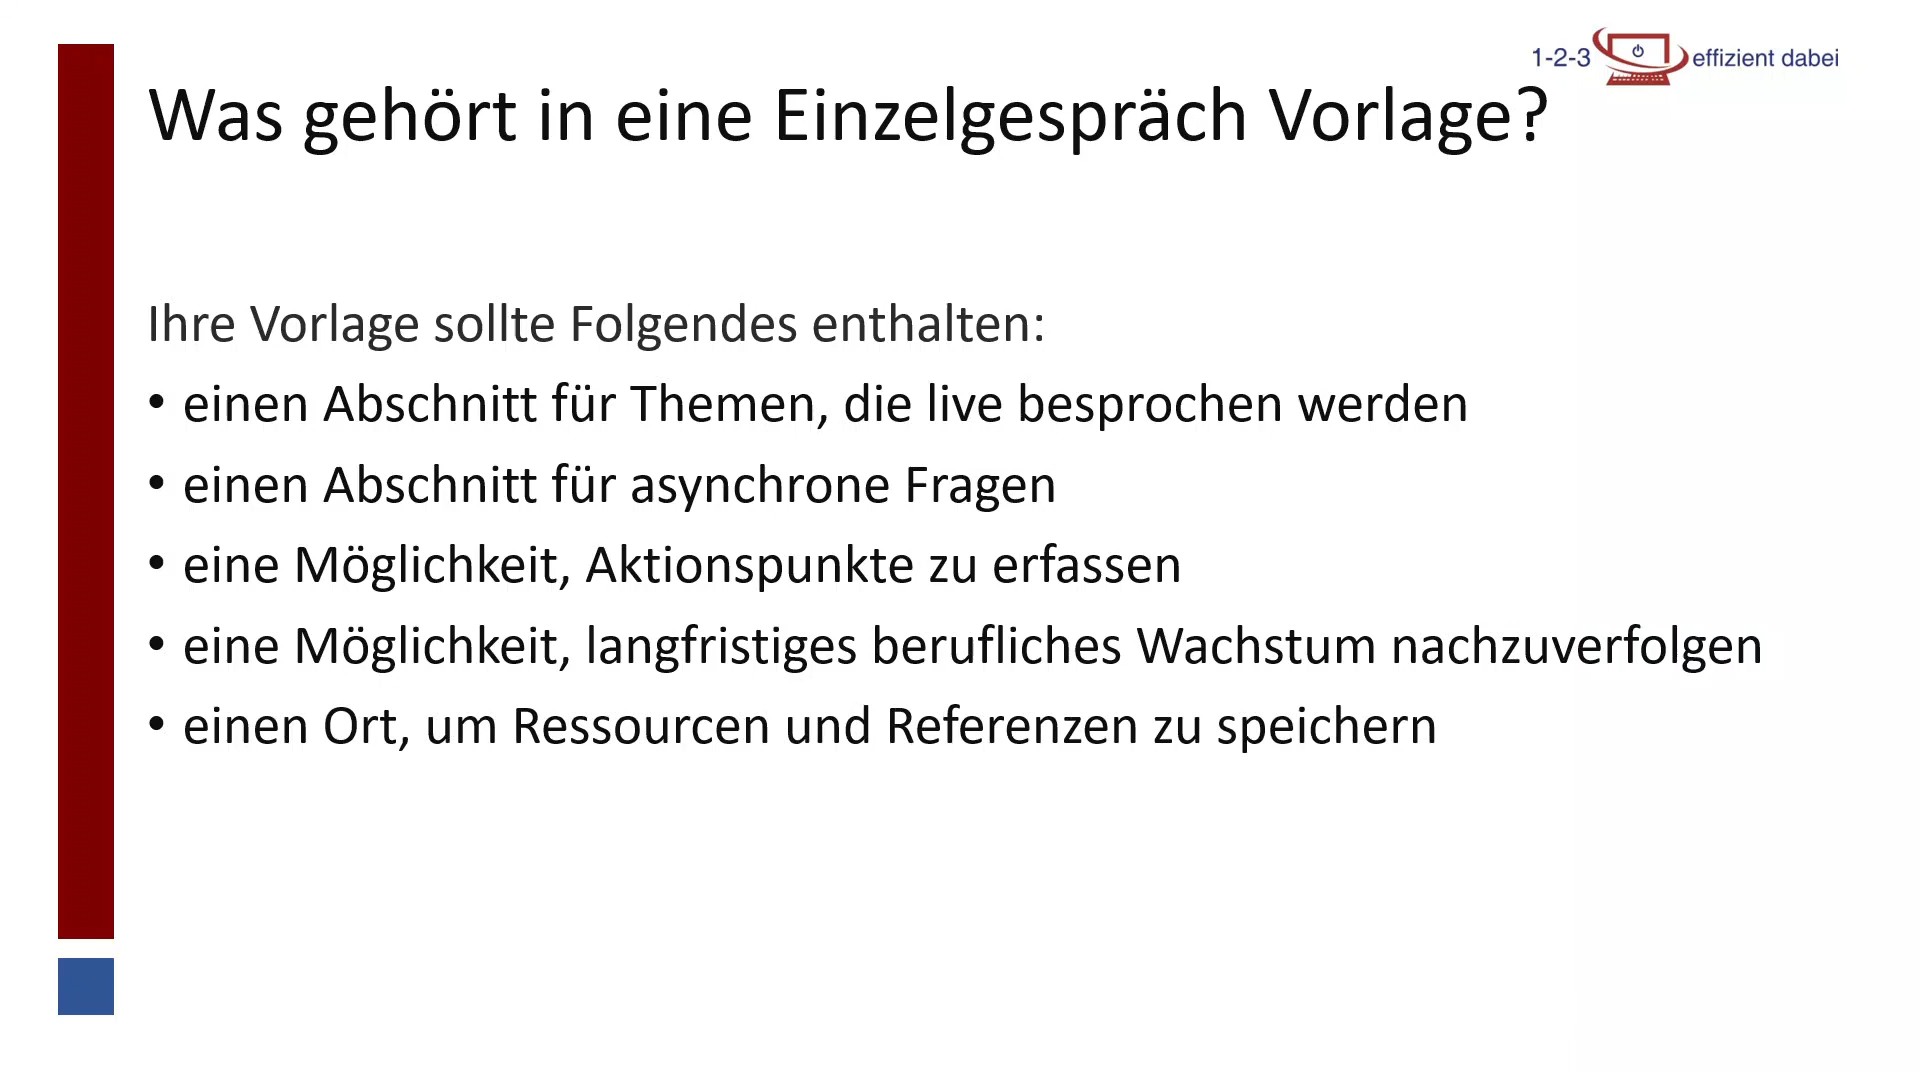 1-2-3 effizient dabei
Was gehört in eine Einzelgespräch Vorlage?
Ihre Vorlage sollte Folgendes enthalten:
• einen Abschnitt für Themen, die live besprochen werden
• einen Abschnitt für asynchrone Fragen
• eine Möglichkeit, Aktionspunkte zu erfassen
• eine Möglichkeit, langfristiges berufliches Wachstum nachzuverfolgen
• einen Ort, um Ressourcen und Referenzen zu speichern